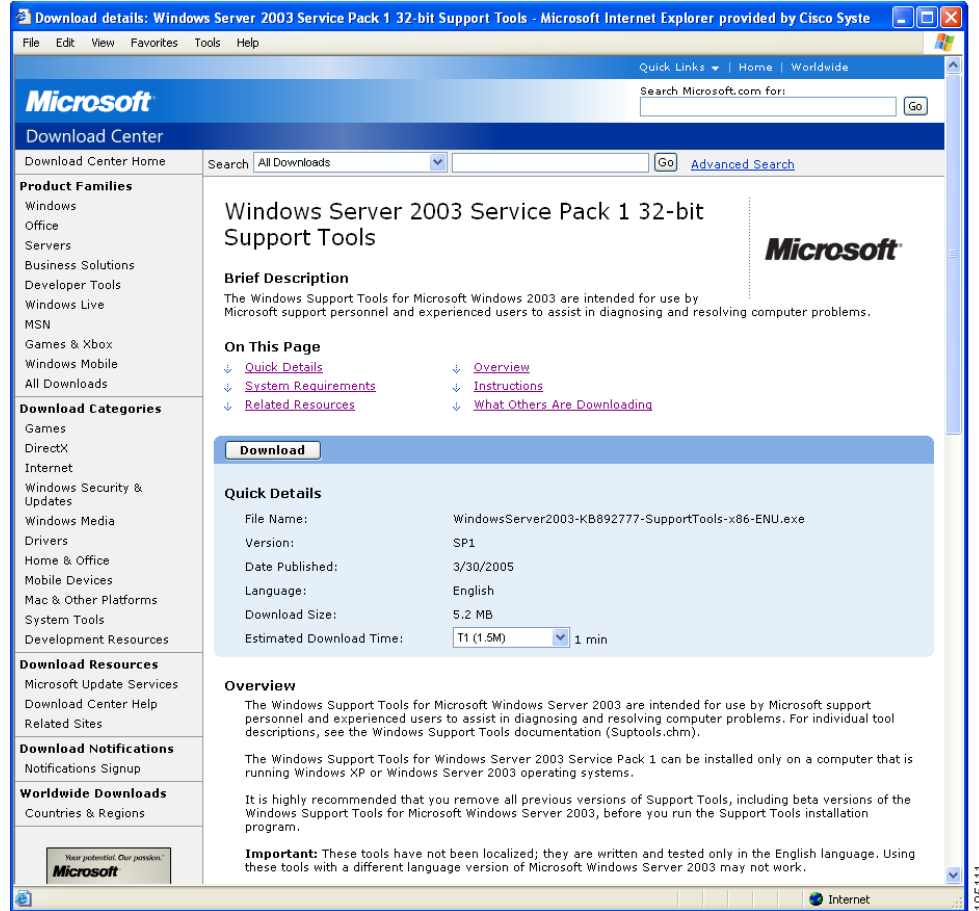 Download details: Windows Server 2003 Service Pack 1 32-bit Support Tools - Microsoft Internet Explorer provided by Cisco Syste
File Edit View Favorites Tools Help
Quick Links | Home | Worldwide
Microsoft
Search Microsoft.com for:
Go
Download Center
Download Center Home
Search All Downloads Go Advanced Search
Product Families
Windows
Office
Servers
Business Solutions
Developer Tools
Windows Live
MSN
Games & Xbox
Windows Mobile
All Downloads
Download Categories
Games
DirectX
Internet
Windows Security &
Updates
Windows Media
Drivers
Home & Office
Mobile Devices
Mac & Other Platforms
System Tools
Development Resources
Download Resources
Microsoft Update Services
Download Center Help
Related Sites
Download Notifications
Notifications Signup
Worldwide Downloads
Countries & Regions
Your potential. Our passion.™
Microsoft
Windows Server 2003 Service Pack 1 32-bit
Support Tools
Microsoft
Brief Description
The Windows Support Tools for Microsoft Windows 2003 are intended for use by
Microsoft support personnel and experienced users to assist in diagnosing and resolving computer problems.
On This Page
Quick Details Overview
System Requirements Instructions
Related Resources What Others Are Downloading
Download
Quick Details
File Name: WindowsServer2003-KB892777-SupportTools-x86-ENU.exe
Version: SP1
Date Published: 3/30/2005
Language: English
Download Size: 5.2 MB
Estimated Download Time: T1 (1.5M) 1 min
Overview
The Windows Support Tools for Microsoft Windows Server 2003 are intended for use by Microsoft support
personnel and experienced users to assist in diagnosing and resolving computer problems. For individual tool
descriptions, see the Windows Support Tools documentation (Suptools.chm).
The Windows Support Tools for Windows Server 2003 Service Pack 1 can be installed only on a computer that is
running Windows XP or Windows Server 2003 operating systems.
It is highly recommended that you remove all previous versions of Support Tools, including beta versions of the
Windows Support Tools for Microsoft Windows Server 2003, before you run the Support Tools installation
program.
Important: These tools have not been localized; they are written and tested only in the English language. Using
these tools with a different language version of Microsoft Windows Server 2003 may not work.
Internet